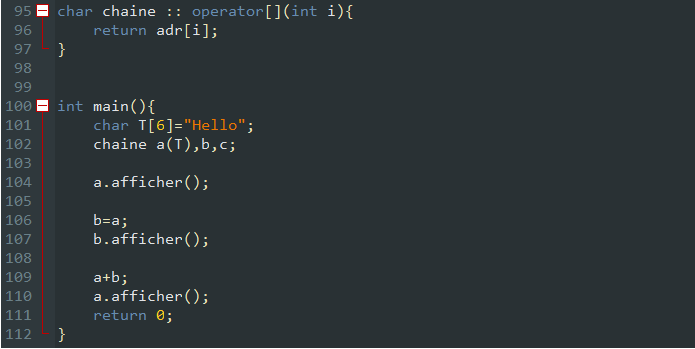 95 char chaine :: operator[](int i){
96     return adr[i];
97 }
98
99
100 int main(){
101     char T[6]="Hello";
102     chaine a(T),b,c;
103
104     a.afficher();
105
106     b=a;
107     b.afficher();
108
109     a+b;
110     a.afficher();
111     return 0;
112 }